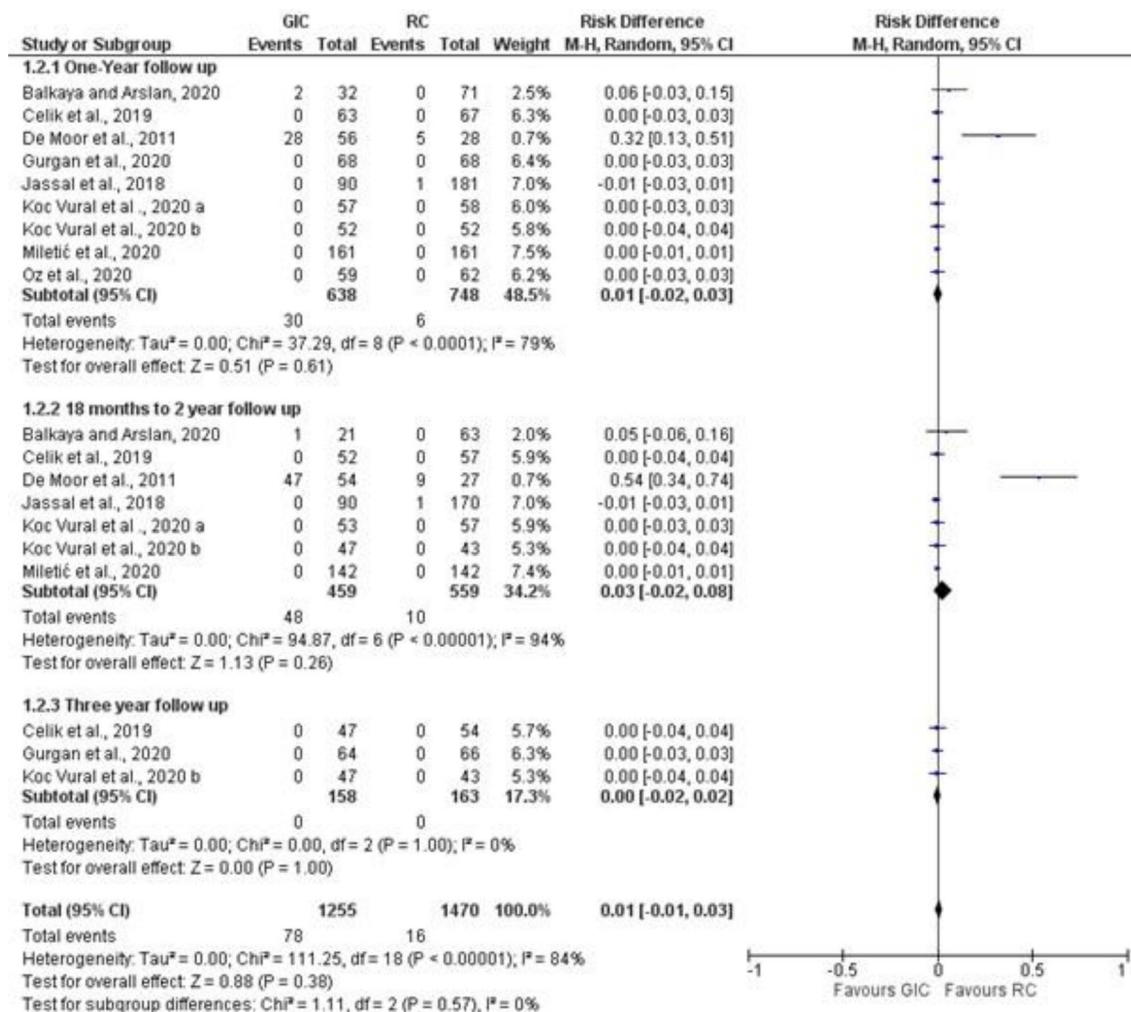 GIC RC Risk Difference Risk Difference
Study or Subgroup Events Total Events Total Weight M-H, Random, 95% CI M-H, Random, 95% CI
1.2.1 One-Year follow up
Balkaya and Arslan, 2020 2 32 0 71 2.5% 0.06 [-0.03, 0.15]
Celik et al., 2019 0 63 0 67 6.3% 0.00 [-0.03, 0.03]
De Moor et al., 2011 28 56 5 28 0.7% 0.32 [0.13, 0.51]
Gurgan et al., 2020 0 68 0 68 6.4% 0.00 [-0.03, 0.03]
Jassal et al., 2018 0 90 1 181 7.0% -0.01 [-0.03, 0.01]
Koc Vural et al ., 2020 a 0 57 0 58 6.0% 0.00 [-0.03, 0.03]
Koc Vural et al., 2020 b 0 52 0 52 5.8% 0.00 [-0.04, 0.04]
Miletić et al., 2020 0 161 0 161 7.5% 0.00 [-0.01, 0.01]
Oz et al., 2020 0 59 0 62 6.2% 0.00 [-0.03, 0.03]
Subtotal (95% CI) 638 748 48.5% 0.01 [-0.02, 0.03]
Total events 30 6
Heterogeneity: Tau² = 0.00; Chi² = 37.29, df = 8 (P < 0.0001); I² = 79%
Test for overall effect: Z = 0.51 (P = 0.61)
1.2.2 18 months to 2 year follow up
Balkaya and Arslan, 2020 1 21 0 63 2.0% 0.05 [-0.06, 0.16]
Celik et al., 2019 0 52 0 57 5.9% 0.00 [-0.04, 0.04]
De Moor et al., 2011 47 54 9 27 0.7% 0.54 [0.34, 0.74]
Jassal et al., 2018 0 90 1 170 7.0% -0.01 [-0.03, 0.01]
Koc Vural et al ., 2020 a 0 53 0 57 5.9% 0.00 [-0.03, 0.03]
Koc Vural et al., 2020 b 0 47 0 43 5.3% 0.00 [-0.04, 0.04]
Miletić et al., 2020 0 142 0 142 7.4% 0.00 [-0.01, 0.01]
Subtotal (95% CI) 459 559 34.2% 0.03 [-0.02, 0.08]
Total events 48 10
Heterogeneity: Tau² = 0.00; Chi² = 94.87, df = 6 (P < 0.00001); I² = 94%
Test for overall effect: Z = 1.13 (P = 0.26)
1.2.3 Three year follow up
Celik et al., 2019 0 47 0 54 5.7% 0.00 [-0.04, 0.04]
Gurgan et al., 2020 0 64 0 66 6.3% 0.00 [-0.03, 0.03]
Koc Vural et al., 2020 b 0 47 0 43 5.3% 0.00 [-0.04, 0.04]
Subtotal (95% CI) 158 163 17.3% 0.00 [-0.02, 0.02]
Total events 0 0
Heterogeneity: Tau² = 0.00; Chi² = 0.00, df = 2 (P = 1.00); I² = 0%
Test for overall effect: Z = 0.00 (P = 1.00)
Total (95% CI) 1255 1470 100.0% 0.01 [-0.01, 0.03]
Total events 78 16
Heterogeneity: Tau² = 0.00; Chi² = 111.25, df = 18 (P < 0.00001); I² = 84%
Test for overall effect: Z = 0.88 (P = 0.38)
Test for subgroup differences: Chi² = 1.11, df = 2 (P = 0.57), I² = 0%
-1 -0.5 0 0.5 1
Favours GIC Favours RC